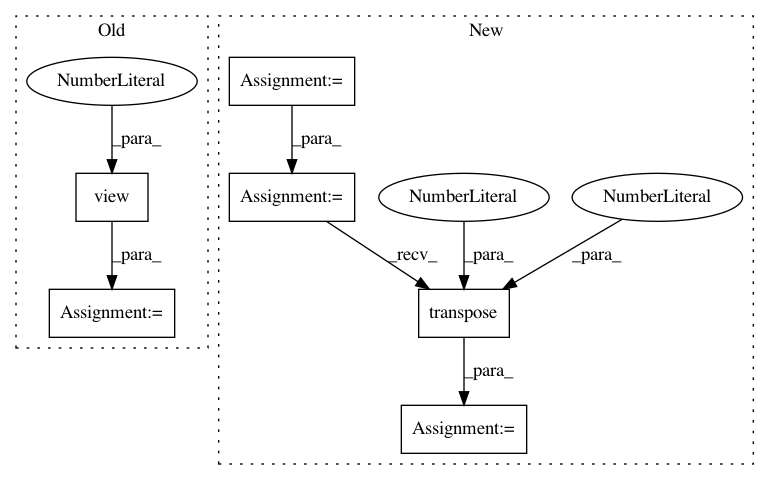 Old
New
NumberLiteral
Assignment:=
_para_
_para_
view
Assignment:=
NumberLiteral
NumberLiteral
_para_
_recv_
_para_
_para_
Assignment:=
transpose
_para_
Assignment:=